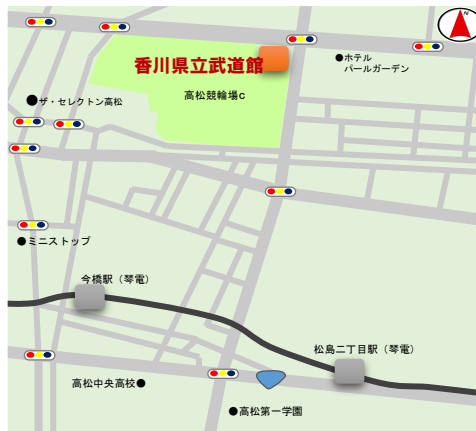 N
香川県立武道館
●ホテル
パールガーデン
●ザ・セレクトン高松
高松競輪場c
●ミニストップ
今橋駅（琴電）
松島二丁目駅（琴電）
高松中央高校●
●高松第一学園